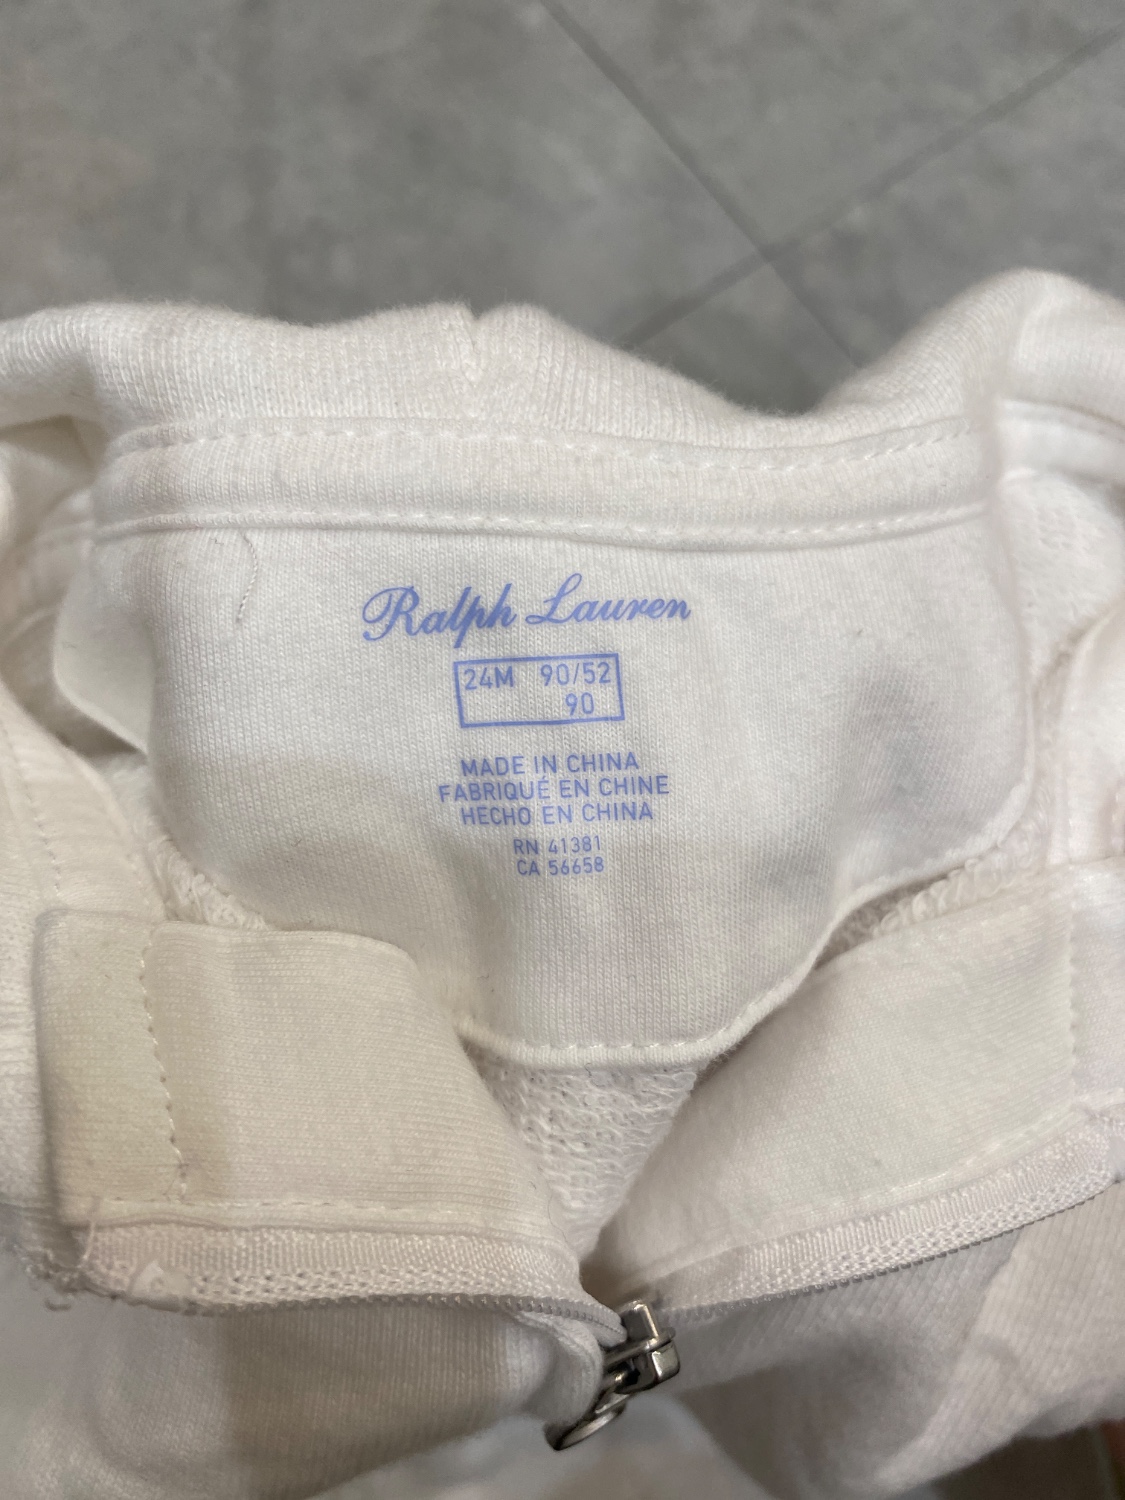 Ralph Lauren
24M 90/52
90
MADE IN CHINA
FABRIQUÉ EN CHINE
HECHO EN CHINA
RN 41381
CA 56658